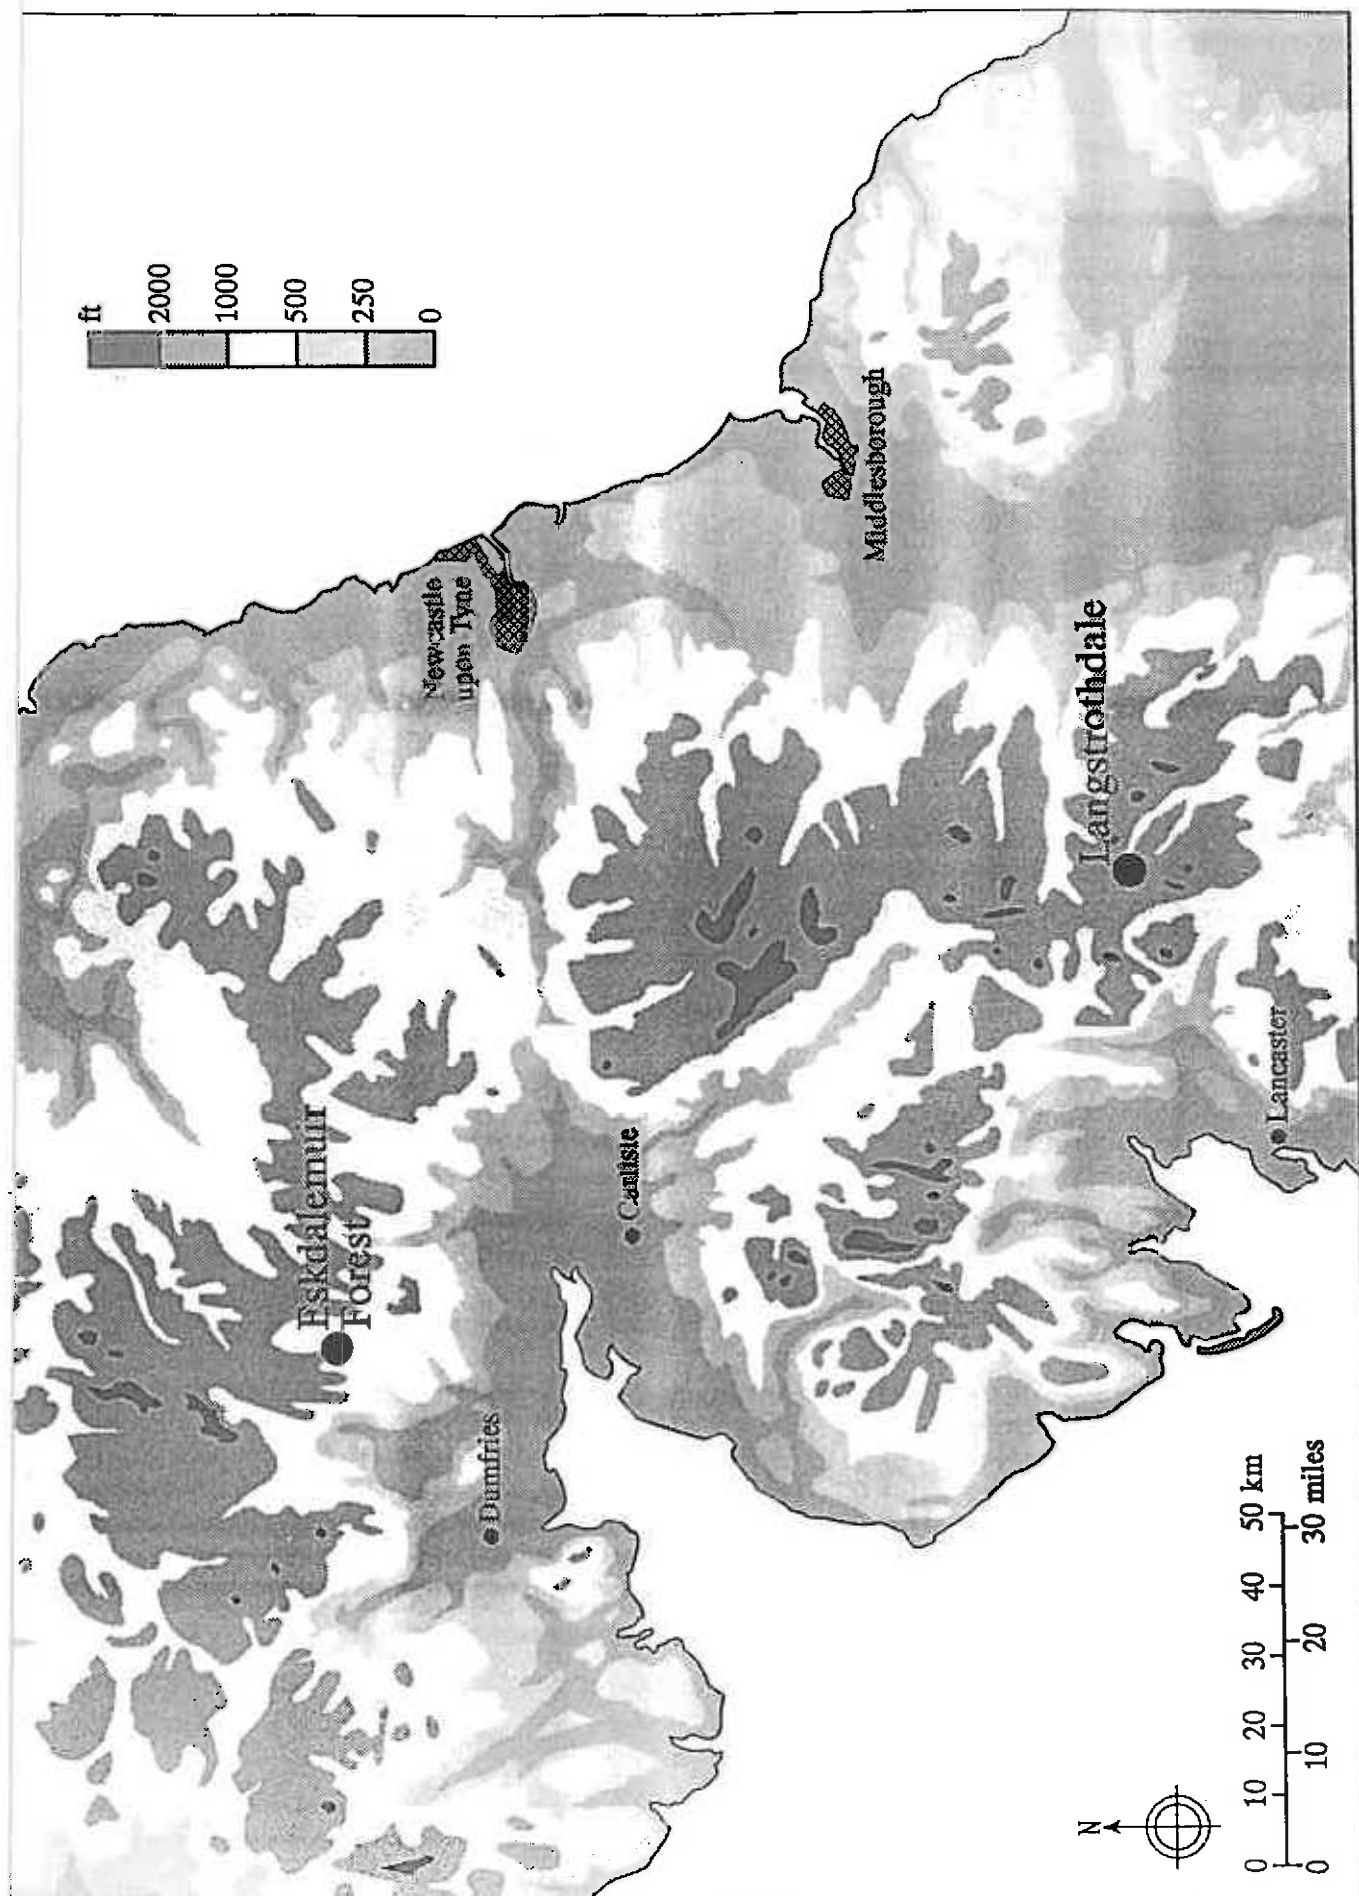 ft
2000
1000
500
250
0
Newcastle
upon Tyne
Middlesborough
Eskdalemuir
Forest
Carlisle
Dumfries
Langstrothdale
Lancaster
N
0 10 20 30 40 50 km
0 10 20 30 miles